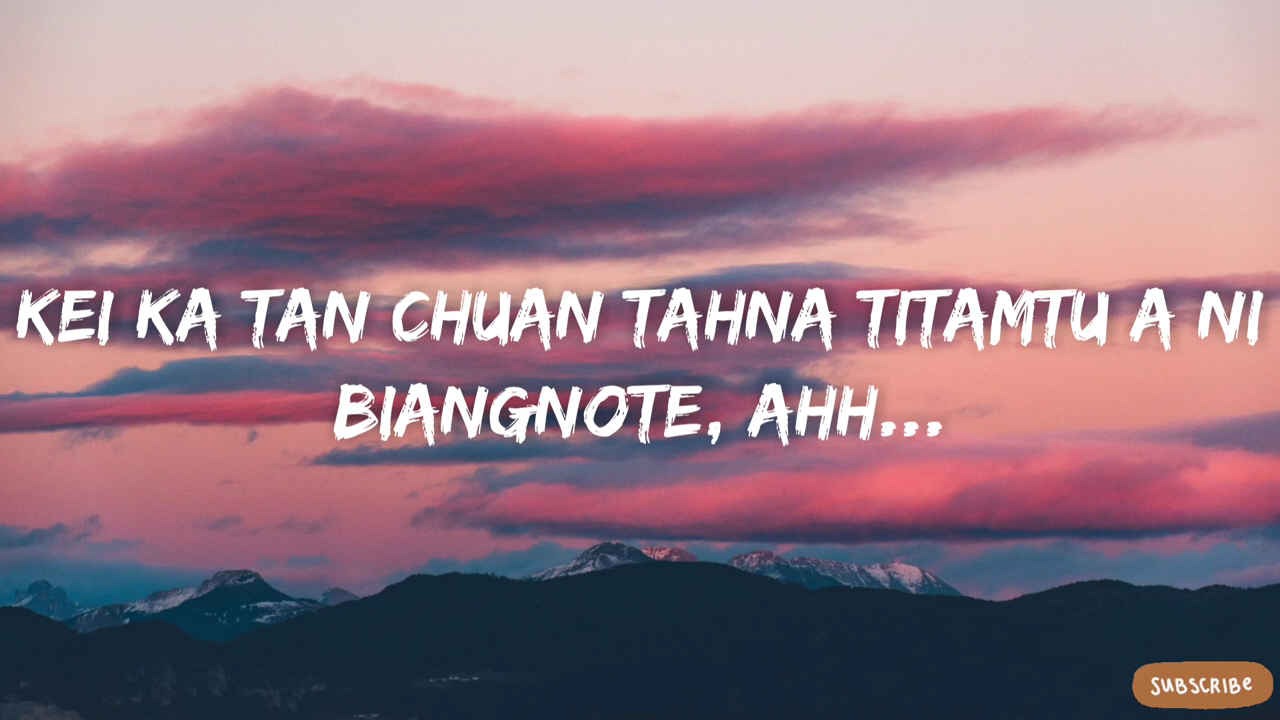 KEI KA TAN CHUAN TAHNA TITAMTU A NI
BIANGNOTE, AHH...
SUBSCRIBE